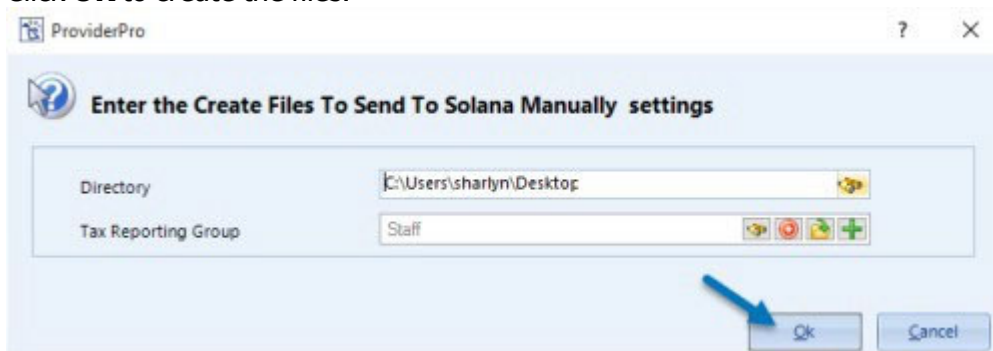 Click OK to create the files.
ProviderPro
Enter the Create Files To Send To Solana Manually settings
Directory C:\Users\sharlyn\Desktop
Tax Reporting Group Staff
Ok Cancel